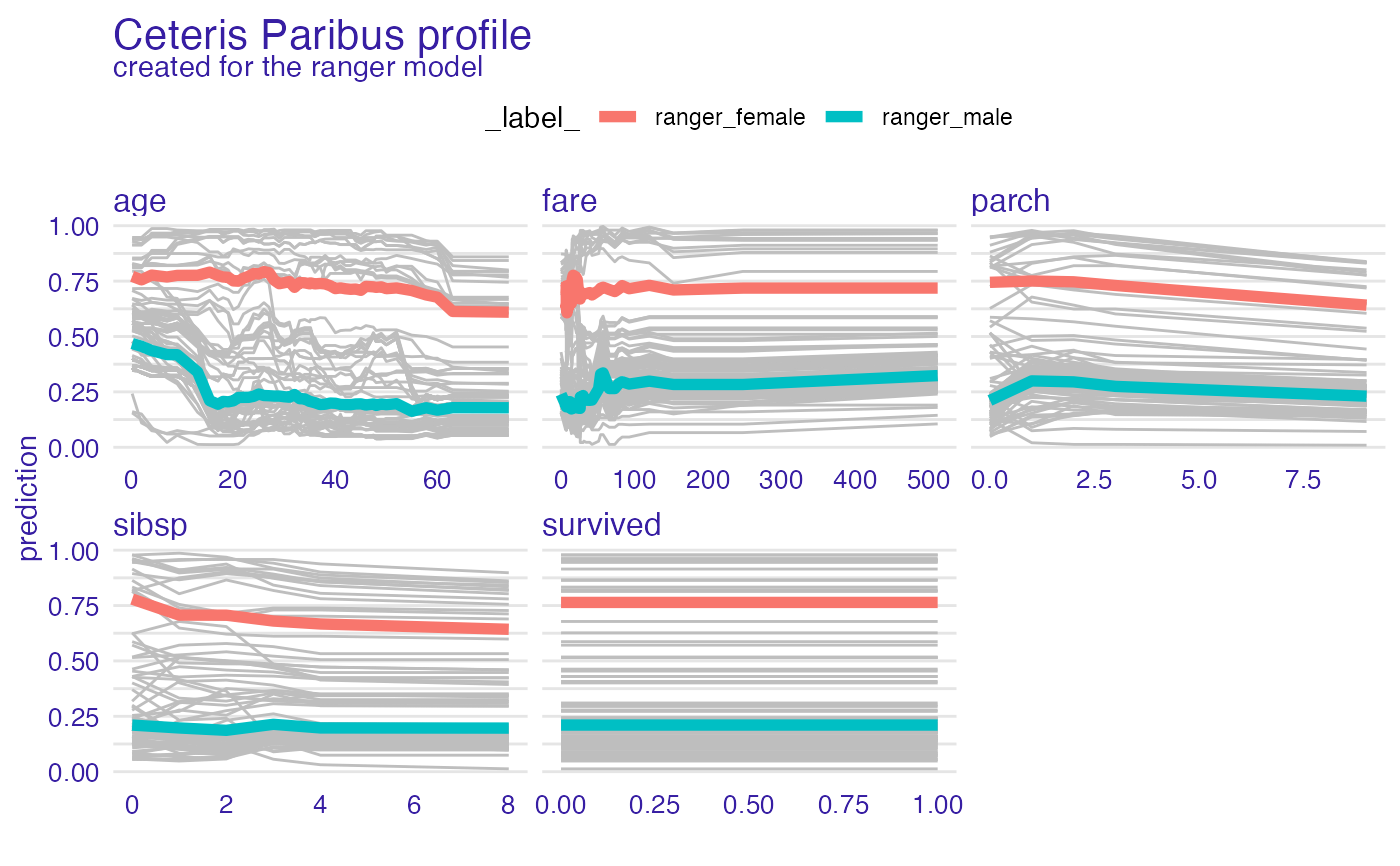 Ceteris Paribus profile
created for the ranger model
_label_ ranger_female ranger_male
age fare parch
1.00
0.75
0.50
0.25
0.00
0 20 40 60 0 100 200 300 400 500 0.0 2.5 5.0 7.5
prediction
sibsp survived
1.00
0.75
0.50
0.25
0.00
0 2 4 6 8 0.00 0.25 0.50 0.75 1.00